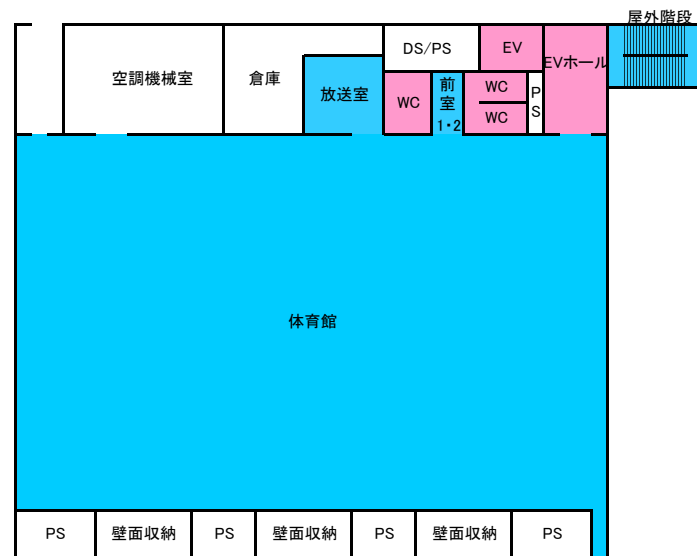 屋外階段
DS/PS
EV
EVホール
空調機械室
倉庫
放送室
WC
前
室
1・2
WC
WC
P
S
体育館
PS
壁面収納
PS
壁面収納
PS
壁面収納
PS